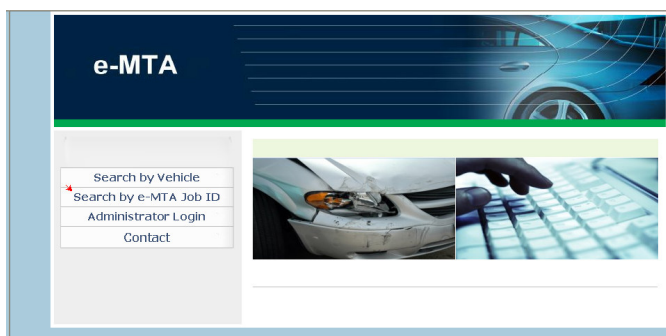 e-MTA
Search by Vehicle
Search by e-MTA Job ID
Administrator Login
Contact